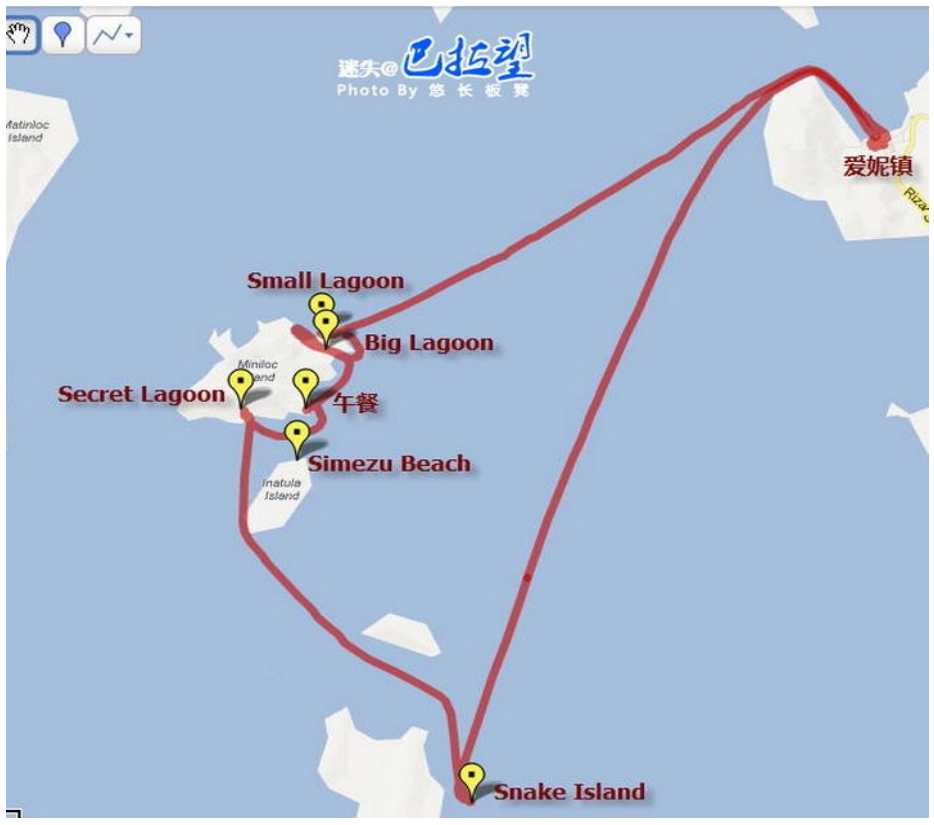 迷失@巴拉望
Photo By 悠长板凳
Matinloc
Island
爱妮镇
Small Lagoon
Big Lagoon
Miniloc
Island
Secret Lagoon
午餐
Simezu Beach
Inatula
Island
Snake Island